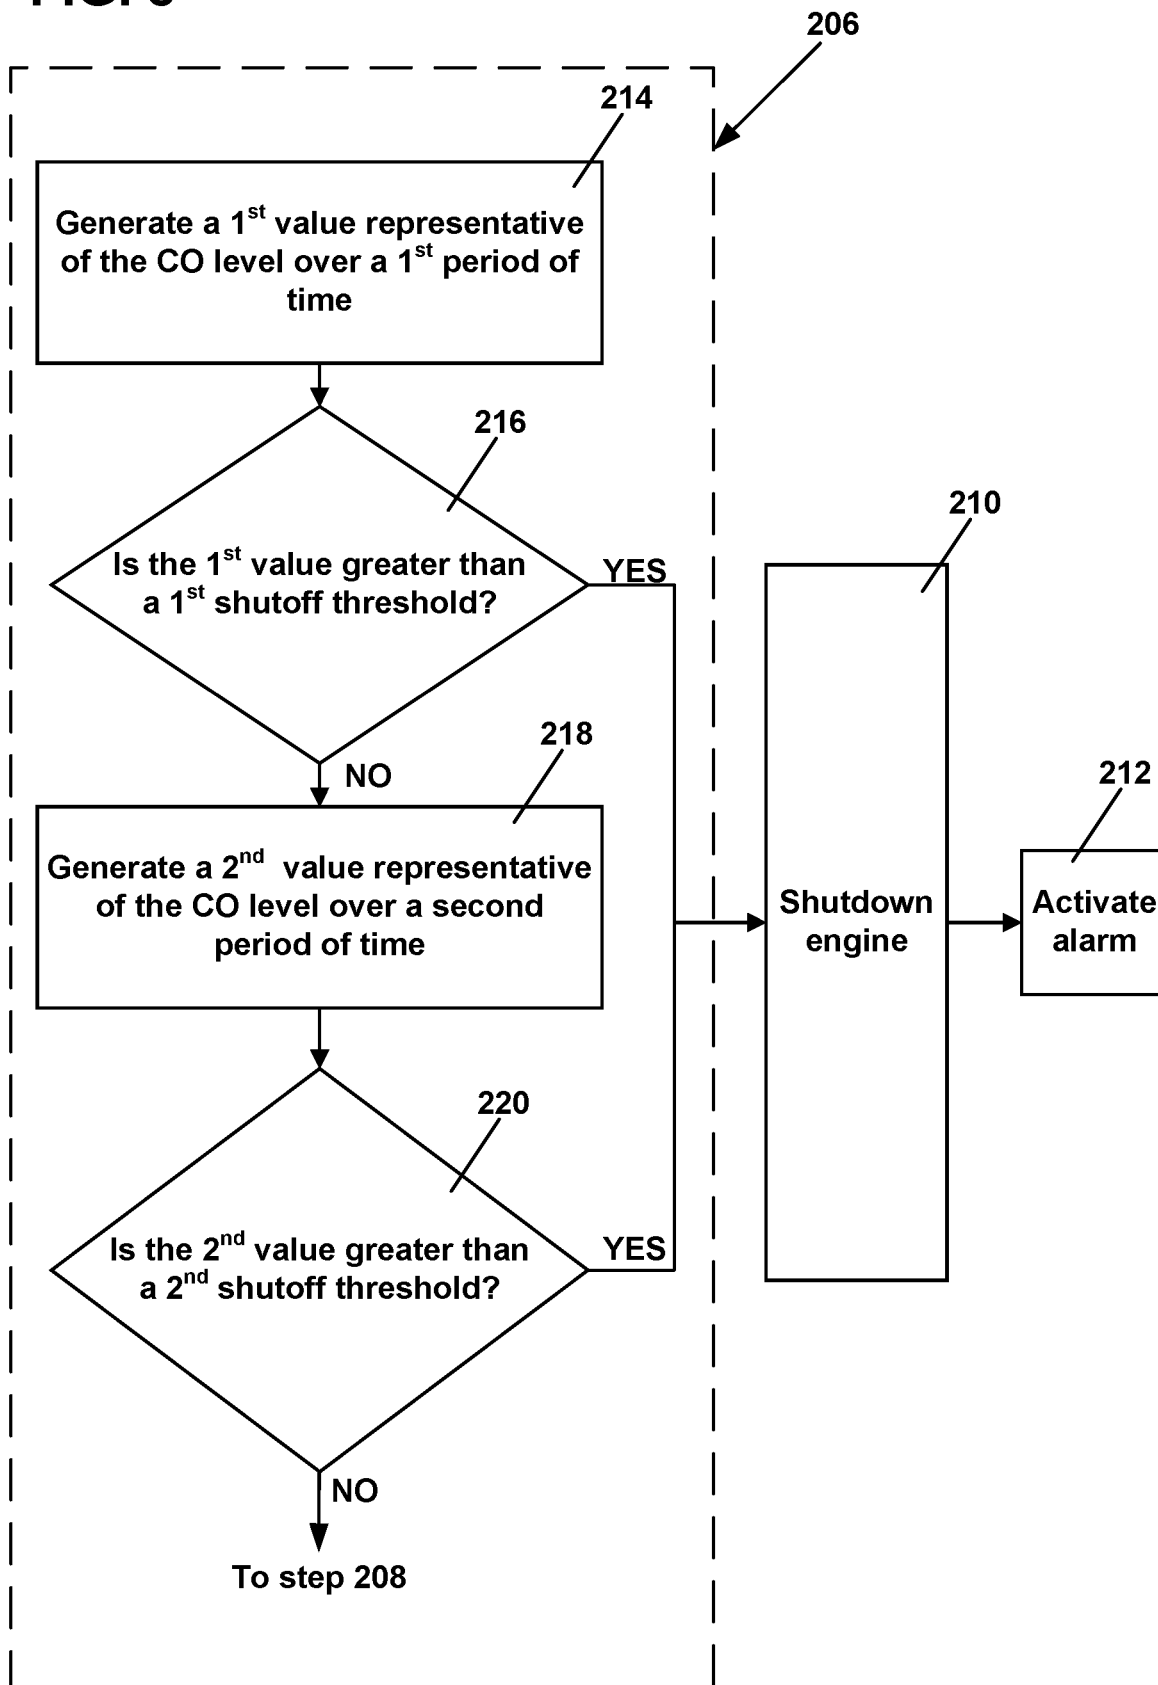 206
214
Generate a 1st value representative
of the CO level over a 1st period of
time
216
Is the 1st value greater than
a 1st shutoff threshold?
YES
210
NO
218
Generate a 2nd value representative
of the CO level over a second
period of time
Shutdown
engine
212
Activate
alarm
220
Is the 2nd value greater than
a 2nd shutoff threshold?
YES
NO
To step 208